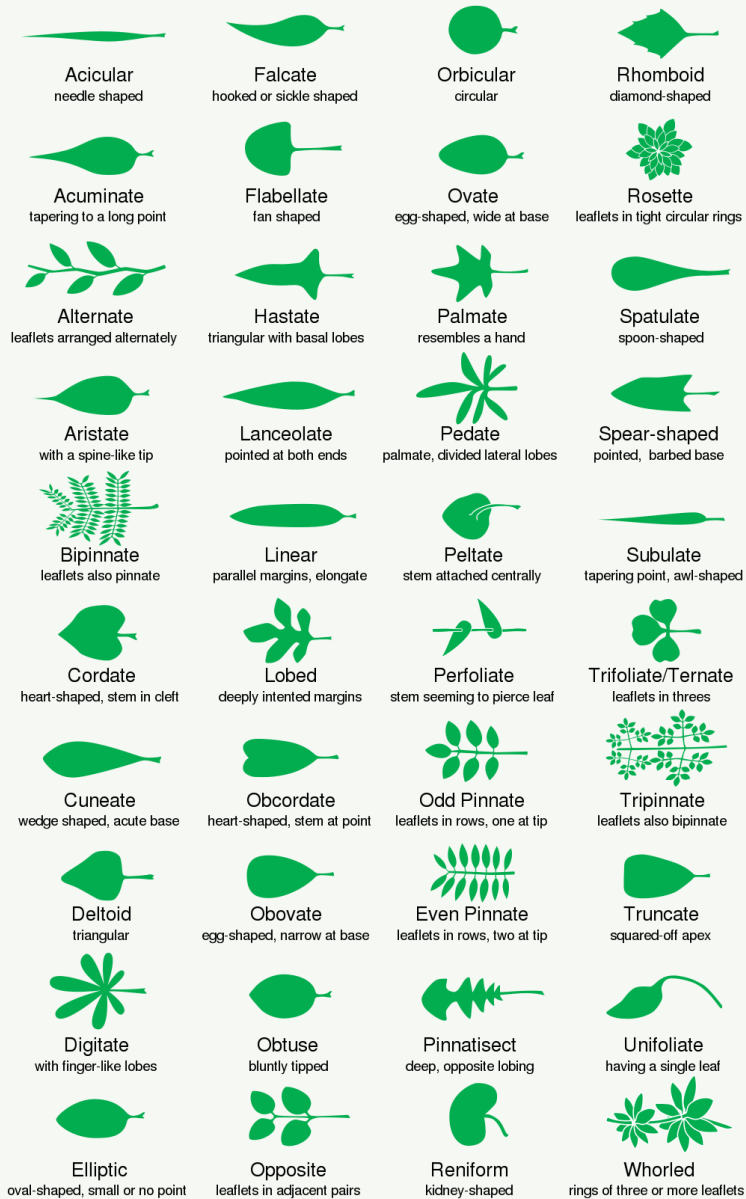 Acicular
needle shaped
Falcate
hooked or sickle shaped
Orbicular
circular
Rhomboid
diamond-shaped
Acuminate
tapering to a long point
Flabellate
fan shaped
Ovate
egg-shaped, wide at base
Rosette
leaflets in tight circular rings
Alternate
leaflets arranged alternately
Hastate
triangular with basal lobes
Palmate
resembles a hand
Spatulate
spoon-shaped
Aristate
with a spine-like tip
Lanceolate
pointed at both ends
Pedate
palmate, divided lateral lobes
Spear-shaped
pointed, barbed base
Bipinnate
leaflets also pinnate
Linear
parallel margins, elongate
Peltate
stem attached centrally
Subulate
tapering point, awl-shaped
Cordate
heart-shaped, stem in cleft
Lobed
deeply intented margins
Perfoliate
stem seeming to pierce leaf
Trifoliate/Ternate
leaflets in threes
Cuneate
wedge shaped, acute base
Obcordate
heart-shaped, stem at point
Odd Pinnate
leaflets in rows, one at tip
Tripinnate
leaflets also bipinnate
Deltoid
triangular
Obovate
egg-shaped, narrow at base
Even Pinnate
leaflets in rows, two at tip
Truncate
squared-off apex
Digitate
with finger-like lobes
Obtuse
bluntly tipped
Pinnatisect
deep, opposite lobing
Unifoliate
having a single leaf
Elliptic
oval-shaped, small or no point
Opposite
leaflets in adjacent pairs
Reniform
kidney-shaped
Whorled
rings of three or more leaflets